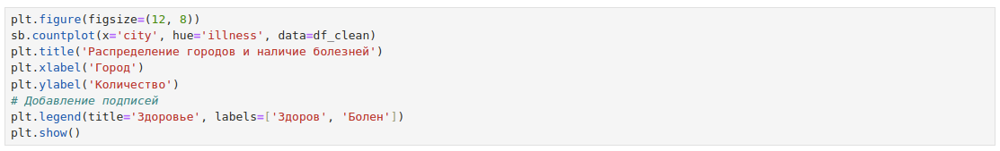 plt.figure(figsize=(12, 8))
sb.countplot(x='city', hue='illness', data=df_clean)
plt.title('Распределение городов и наличие болезней')
plt.xlabel('Город')
plt.ylabel('Количество')
# Добавление подписей
plt.legend(title='Здоровье', labels=['Здоров', 'Болен'])
plt.show()